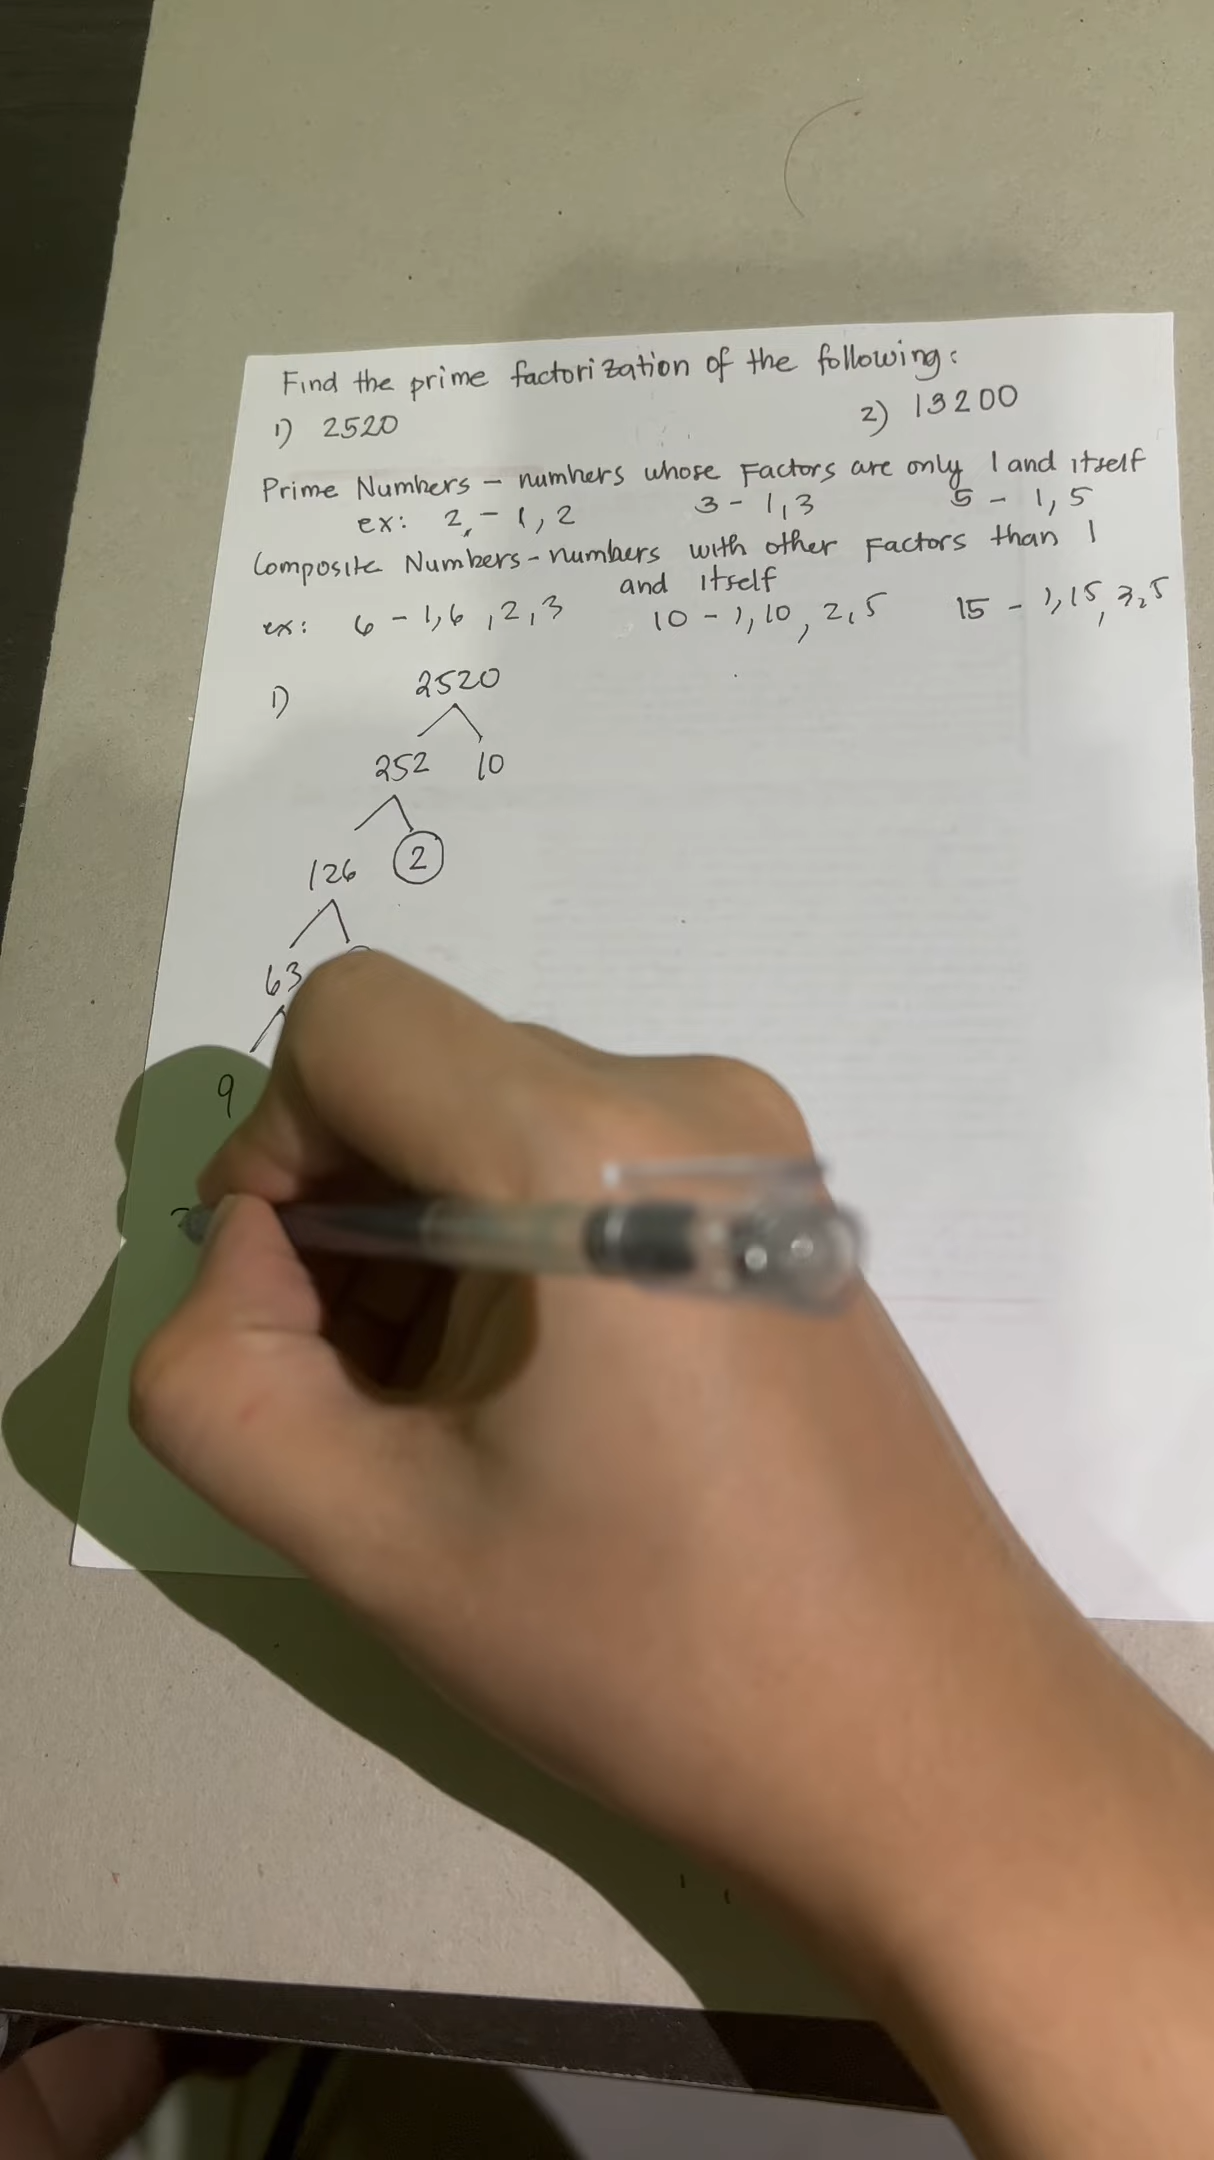 Find the prime factorization of the following:
1) 2520 2) 13200
Prime Numbers - numbers whose Factors are only 1 and itself
ex: 2 - 1, 2 3 - 1, 3 5 - 1, 5
Composite Numbers - numbers with other Factors than 1
and itself
ex: 6 - 1,6 ,2,3 10 - 1,10 , 2,5 15 - 1,15, 3,5
1) 2520
252 10
126 2
63
9